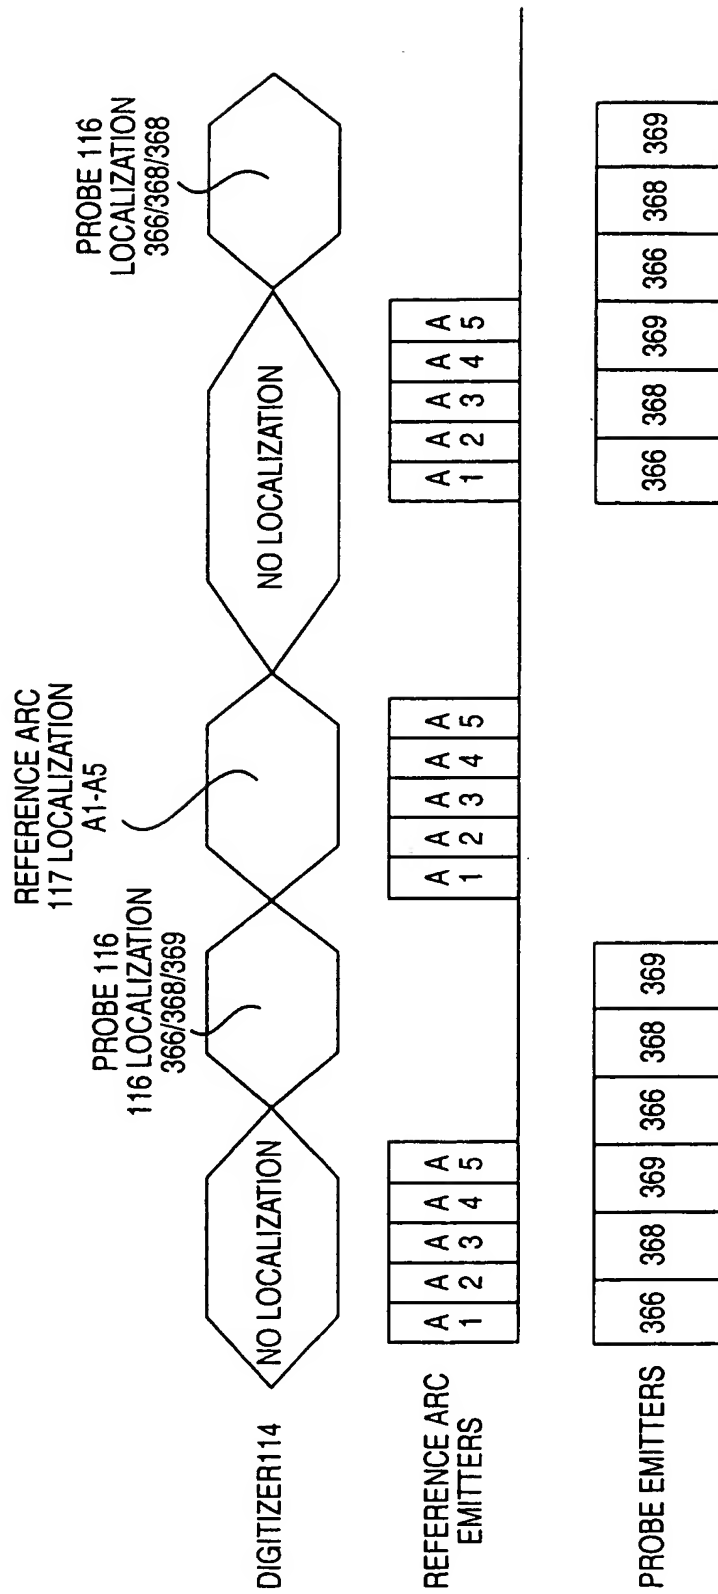 PROBE 116
116 LOCALIZATION
366/368/369
REFERENCE ARC
117 LOCALIZATION
A1-A5
PROBE 116
LOCALIZATION
366/368/368
DIGITIZER114
NO LOCALIZATION
NO LOCALIZATION
REFERENCE ARC
EMITTERS
A A A A A
1 2 3 4 5
A A A A A
1 2 3 4 5
A A A A A
1 2 3 4 5
PROBE EMITTERS
366 368 369 366 368 369
366 368 369 366 368 369